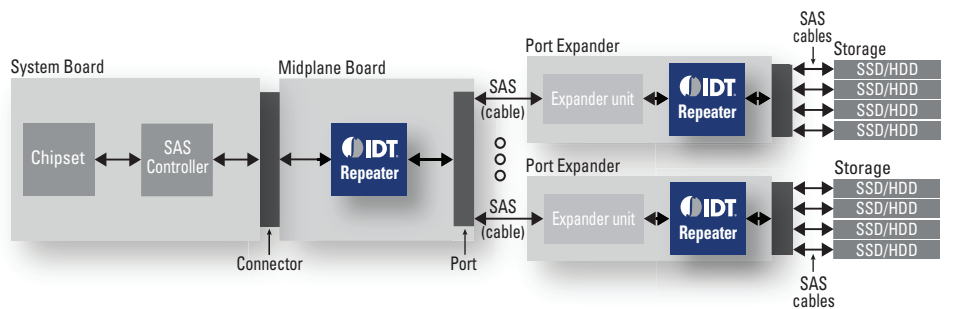 System Board
Chipset
SAS
Controller
Connector
Midplane Board
IDT.
Repeater
Port
SAS
(cable)
SAS
(cable)
Port Expander
Expander unit
IDT.
Repeater
SAS
cables
Storage
SSD/HDD
SSD/HDD
SSD/HDD
SSD/HDD
Port Expander
Expander unit
IDT.
Repeater
Storage
SSD/HDD
SSD/HDD
SSD/HDD
SSD/HDD
SAS
cables